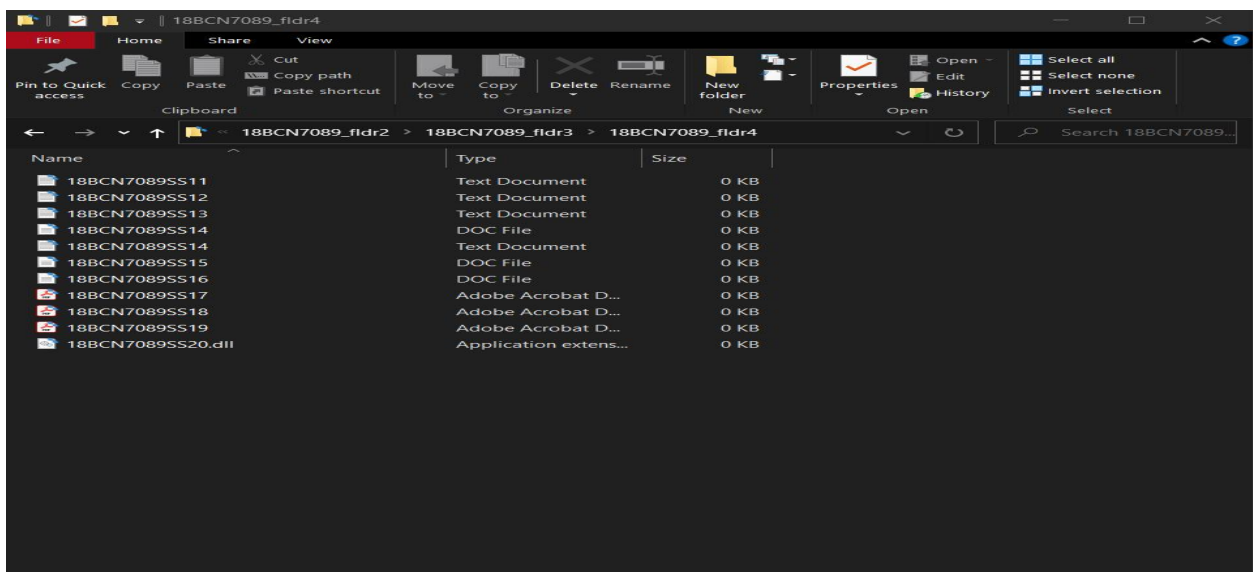 18BCN7089_fldr4
File Home Share View
Pin to Quick access Copy Paste Cut Copy path Paste shortcut Move to Copy to Delete Rename New folder Properties Open Edit History Select all Select none Invert selection
Clipboard Organize New Open Select
18BCN7089_fldr2 > 18BCN7089_fldr3 > 18BCN7089_fldr4 Search 18BCN7089...
Name Type Size
18BCN7089SS11 Text Document 0 KB
18BCN7089SS12 Text Document 0 KB
18BCN7089SS13 Text Document 0 KB
18BCN7089SS14 DOC File 0 KB
18BCN7089SS14 Text Document 0 KB
18BCN7089SS15 DOC File 0 KB
18BCN7089SS16 DOC File 0 KB
18BCN7089SS17 Adobe Acrobat D... 0 KB
18BCN7089SS18 Adobe Acrobat D... 0 KB
18BCN7089SS19 Adobe Acrobat D... 0 KB
18BCN7089SS20.dll Application extens... 0 KB